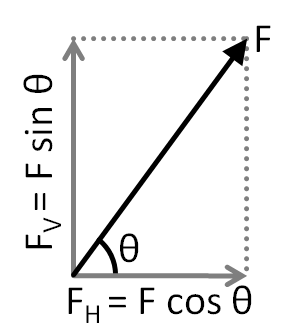 F
F_V = F sin θ
θ
F_H = F cos θ